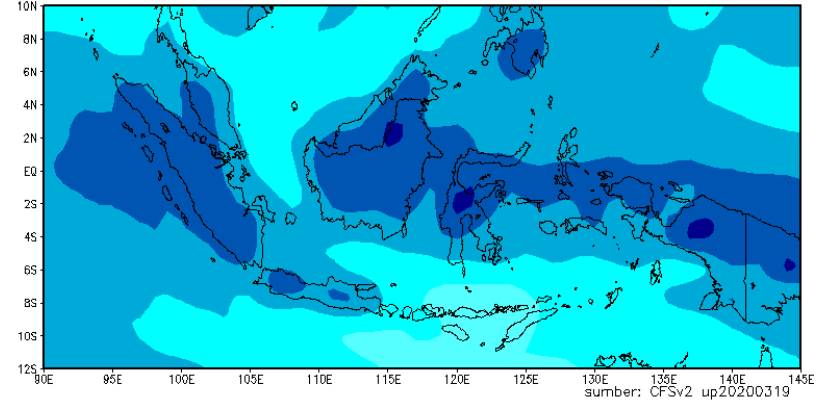 10N
8N
6N
4N
2N
EQ
2S
4S
6S
8S
10S
12S
90E 95E 100E 105E 110E 115E 120E 125E 130E 135E 140E 145E
sumber: CFSv2 up20200319